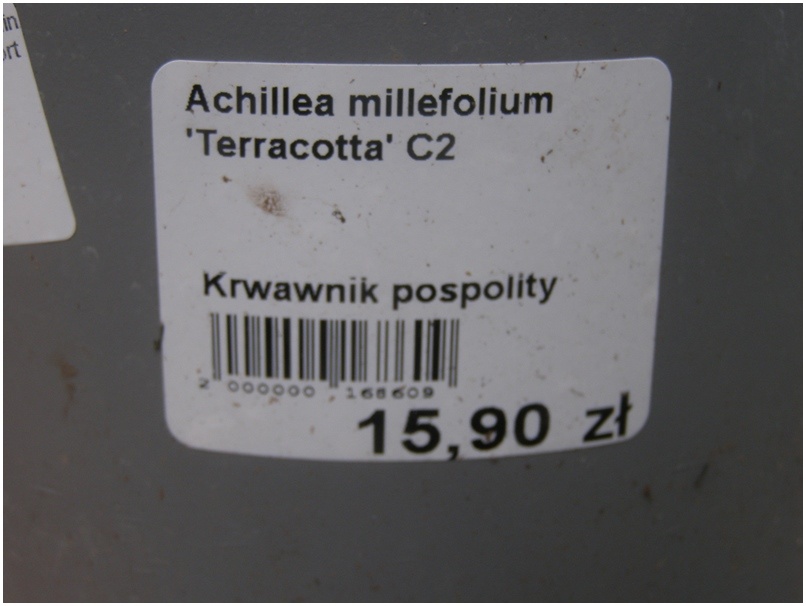 Achillea millefolium
'Terracotta' C2
Krwawnik pospolity
2 000000 168609
15,90 zł